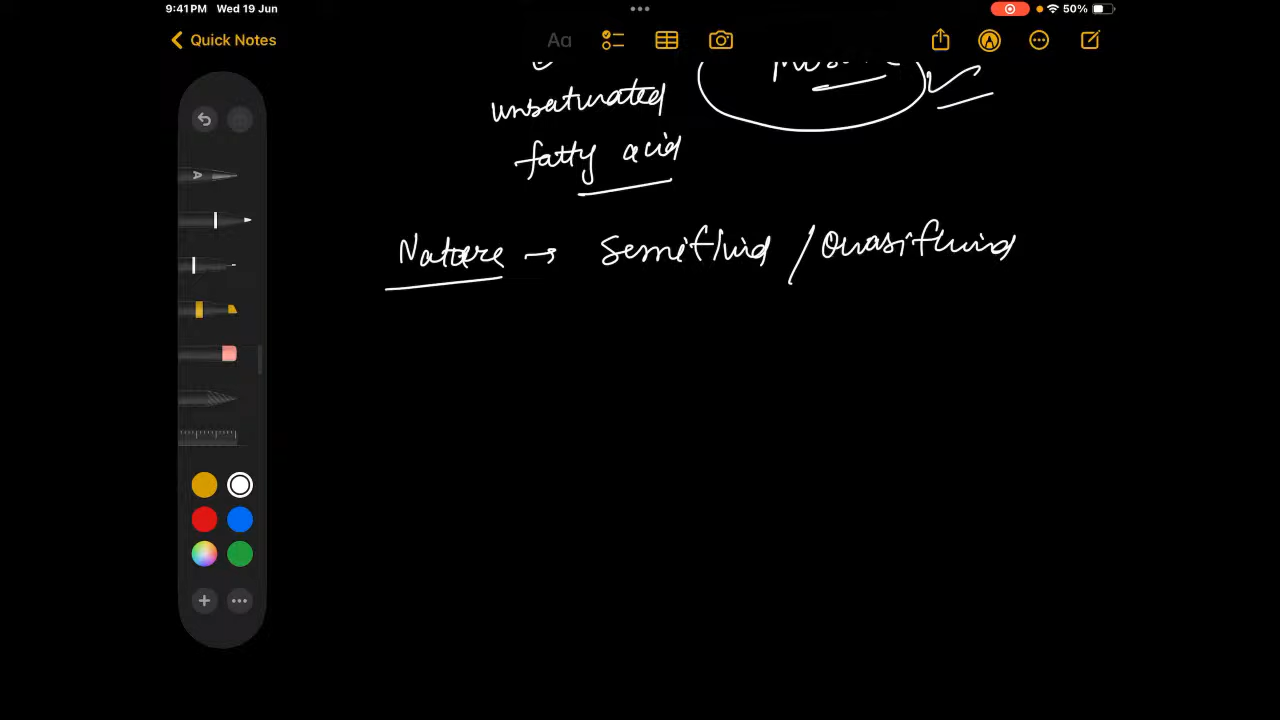 9:41 PM Wed 19 Jun
50%
Quick Notes
Aa
unsaturated
fatty acid
Nature → Semifluid / Quasifluid
A